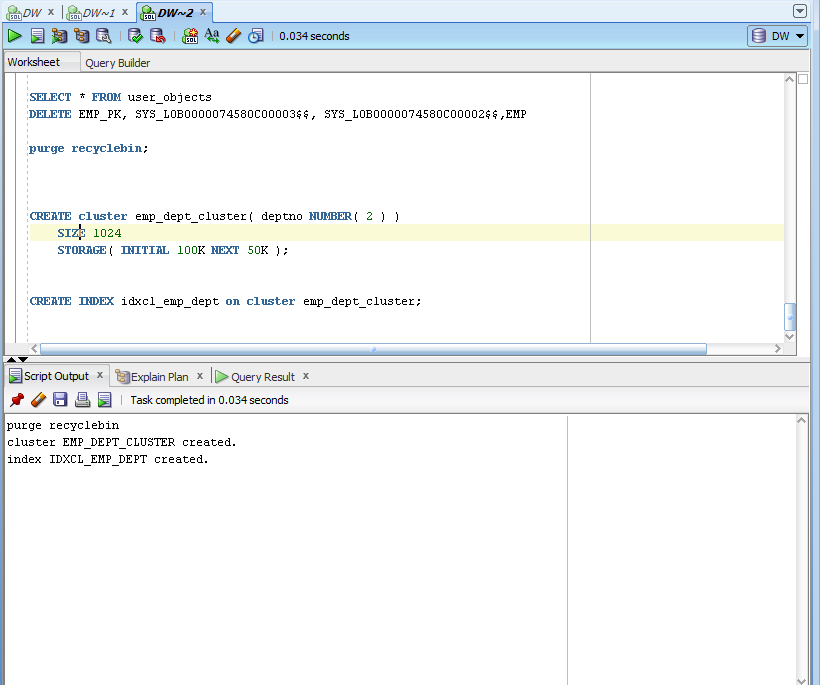 DW x DW~1 x DW~2 x
0.034 seconds DW
Worksheet Query Builder
SELECT * FROM user_objects
DELETE EMP_PK, SYS_LOB0000074580C00003$$, SYS_LOB0000074580C00002$$,EMP
purge recyclebin;
CREATE cluster emp_dept_cluster( deptno NUMBER( 2 ) )
SIZE 1024
STORAGE( INITIAL 100K NEXT 50K );
CREATE INDEX idxcl_emp_dept on cluster emp_dept_cluster;
Script Output x Explain Plan x Query Result x
Task completed in 0.034 seconds
purge recyclebin
cluster EMP_DEPT_CLUSTER created.
index IDXCL_EMP_DEPT created.